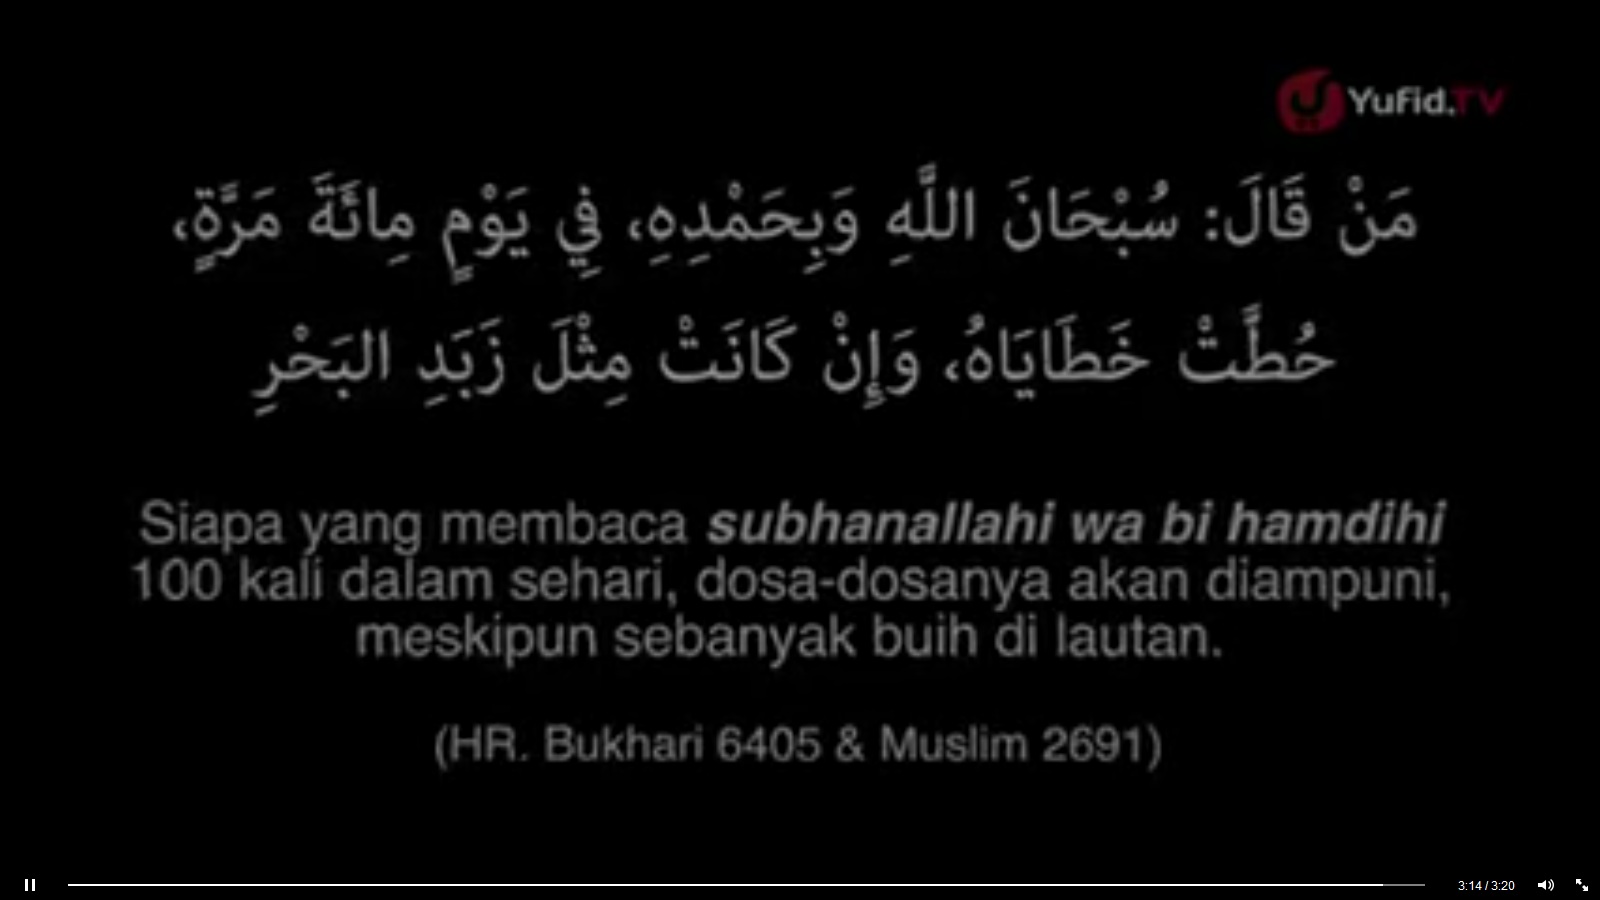 YuFid.TV
مَنْ قَالَ: سُبْحَانَ اللَّهِ وَبِحَمْدِهِ، فِي يَوْمٍ مِائَةَ مَرَّةٍ،
حُطَّتْ خَطَايَاهُ، وَإِنْ كَانَتْ مِثْلَ زَبَدِ البَحْرِ
Siapa yang membaca subhanallahi wa bi hamdihi
100 kali dalam sehari, dosa-dosanya akan diampuni,
meskipun sebanyak buih di lautan.
(HR. Bukhari 6405 & Muslim 2691)
3:14 / 3:20